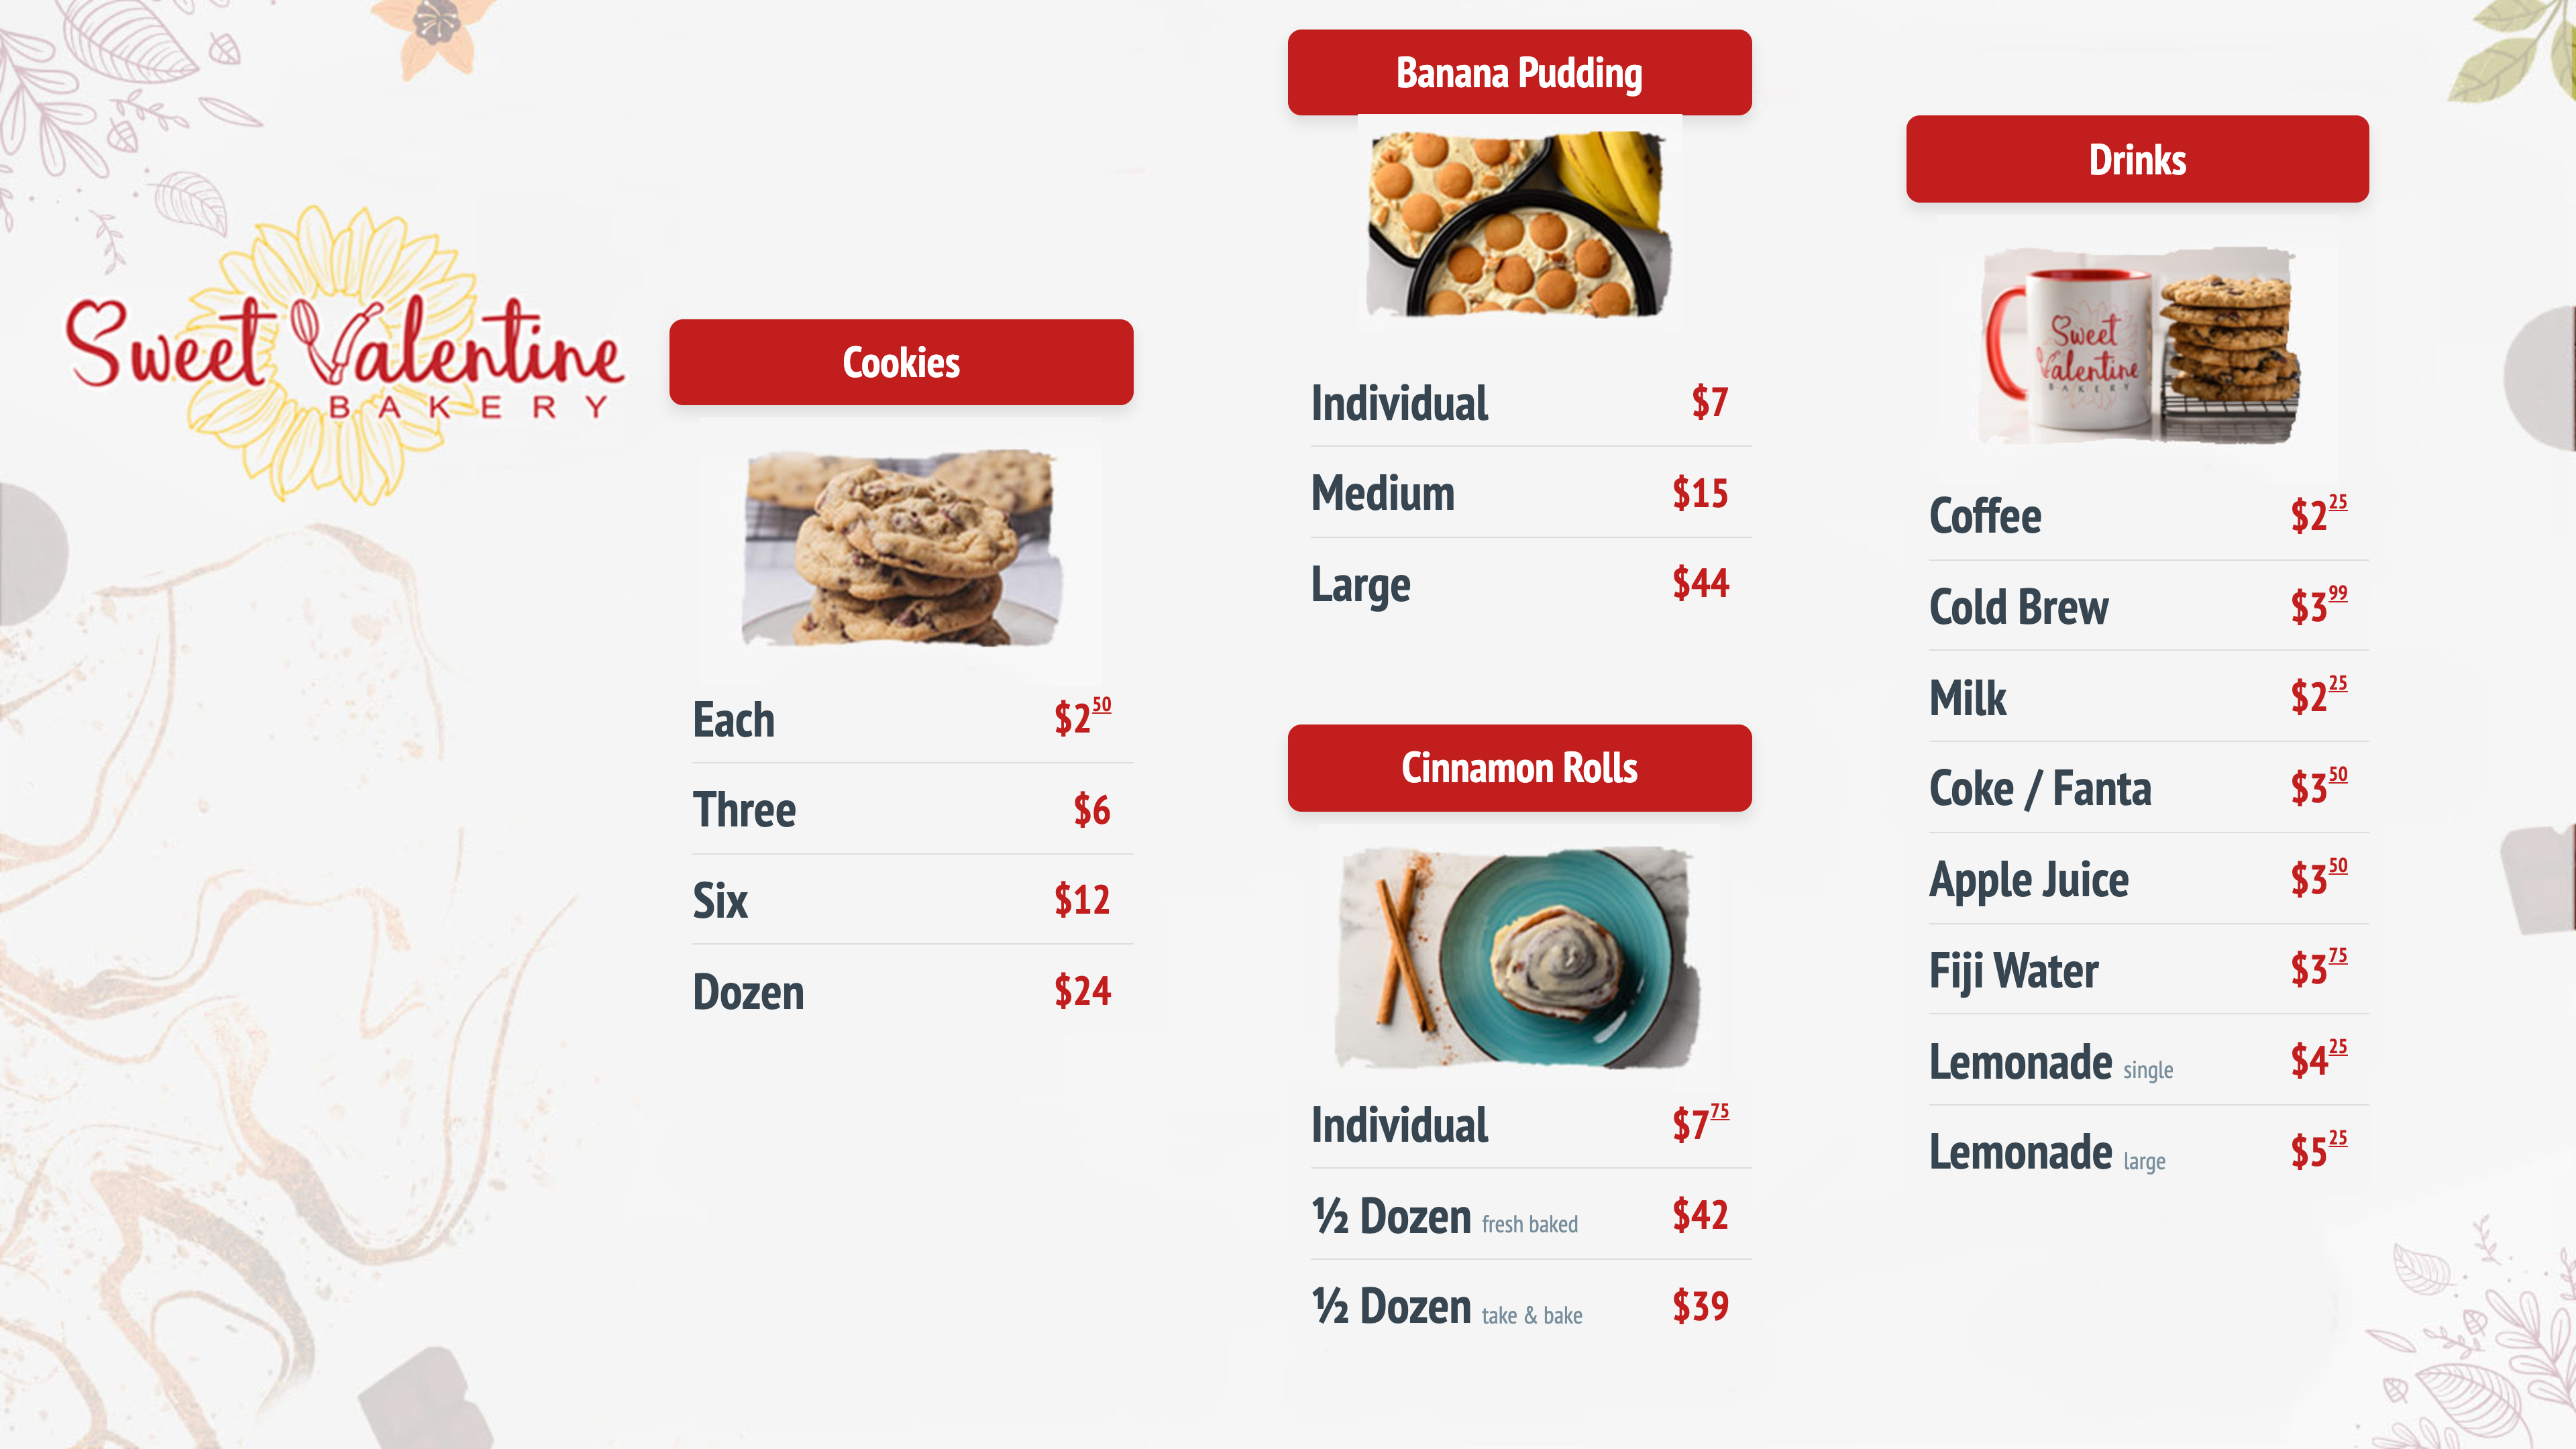 Sweet Valentine
BAKERY
Cookies
Each $2 50
Three $6
Six $12
Dozen $24
Banana Pudding
Individual $7
Medium $15
Large $44
Cinnamon Rolls
Individual $7 75
½ Dozen fresh baked $42
½ Dozen take & bake $39
Drinks
Sweet
Valentine
BAKERY
Coffee $2 25
Cold Brew $3 99
Milk $2 25
Coke / Fanta $3 50
Apple Juice $3 50
Fiji Water $3 75
Lemonade single $4 25
Lemonade large $5 25